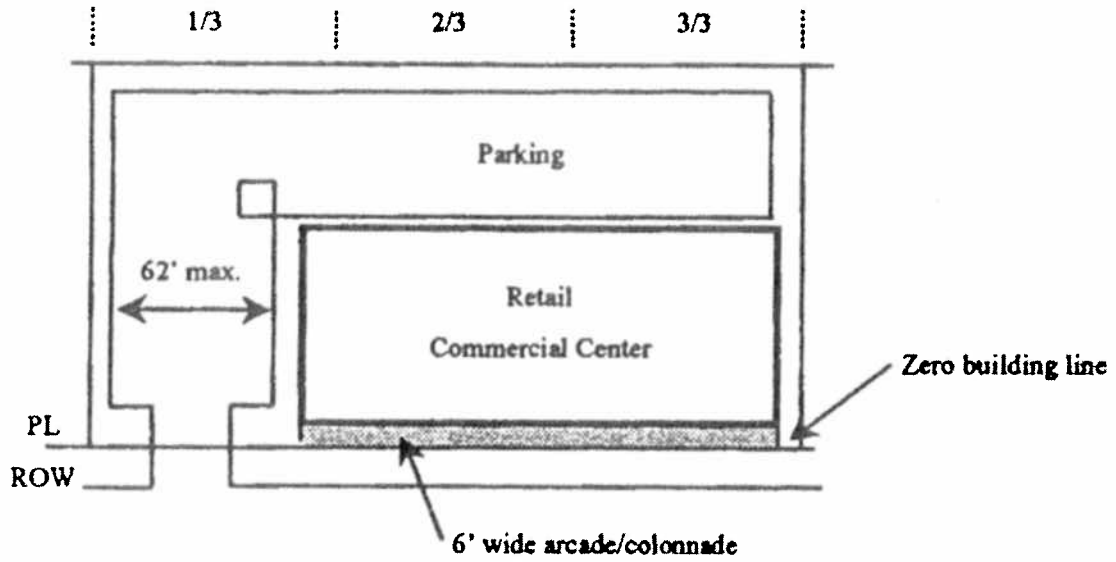 1/3 2/3 3/3
Parking
62' max.
Retail
Commercial Center
Zero building line
PL
ROW
6' wide arcade/colonnade